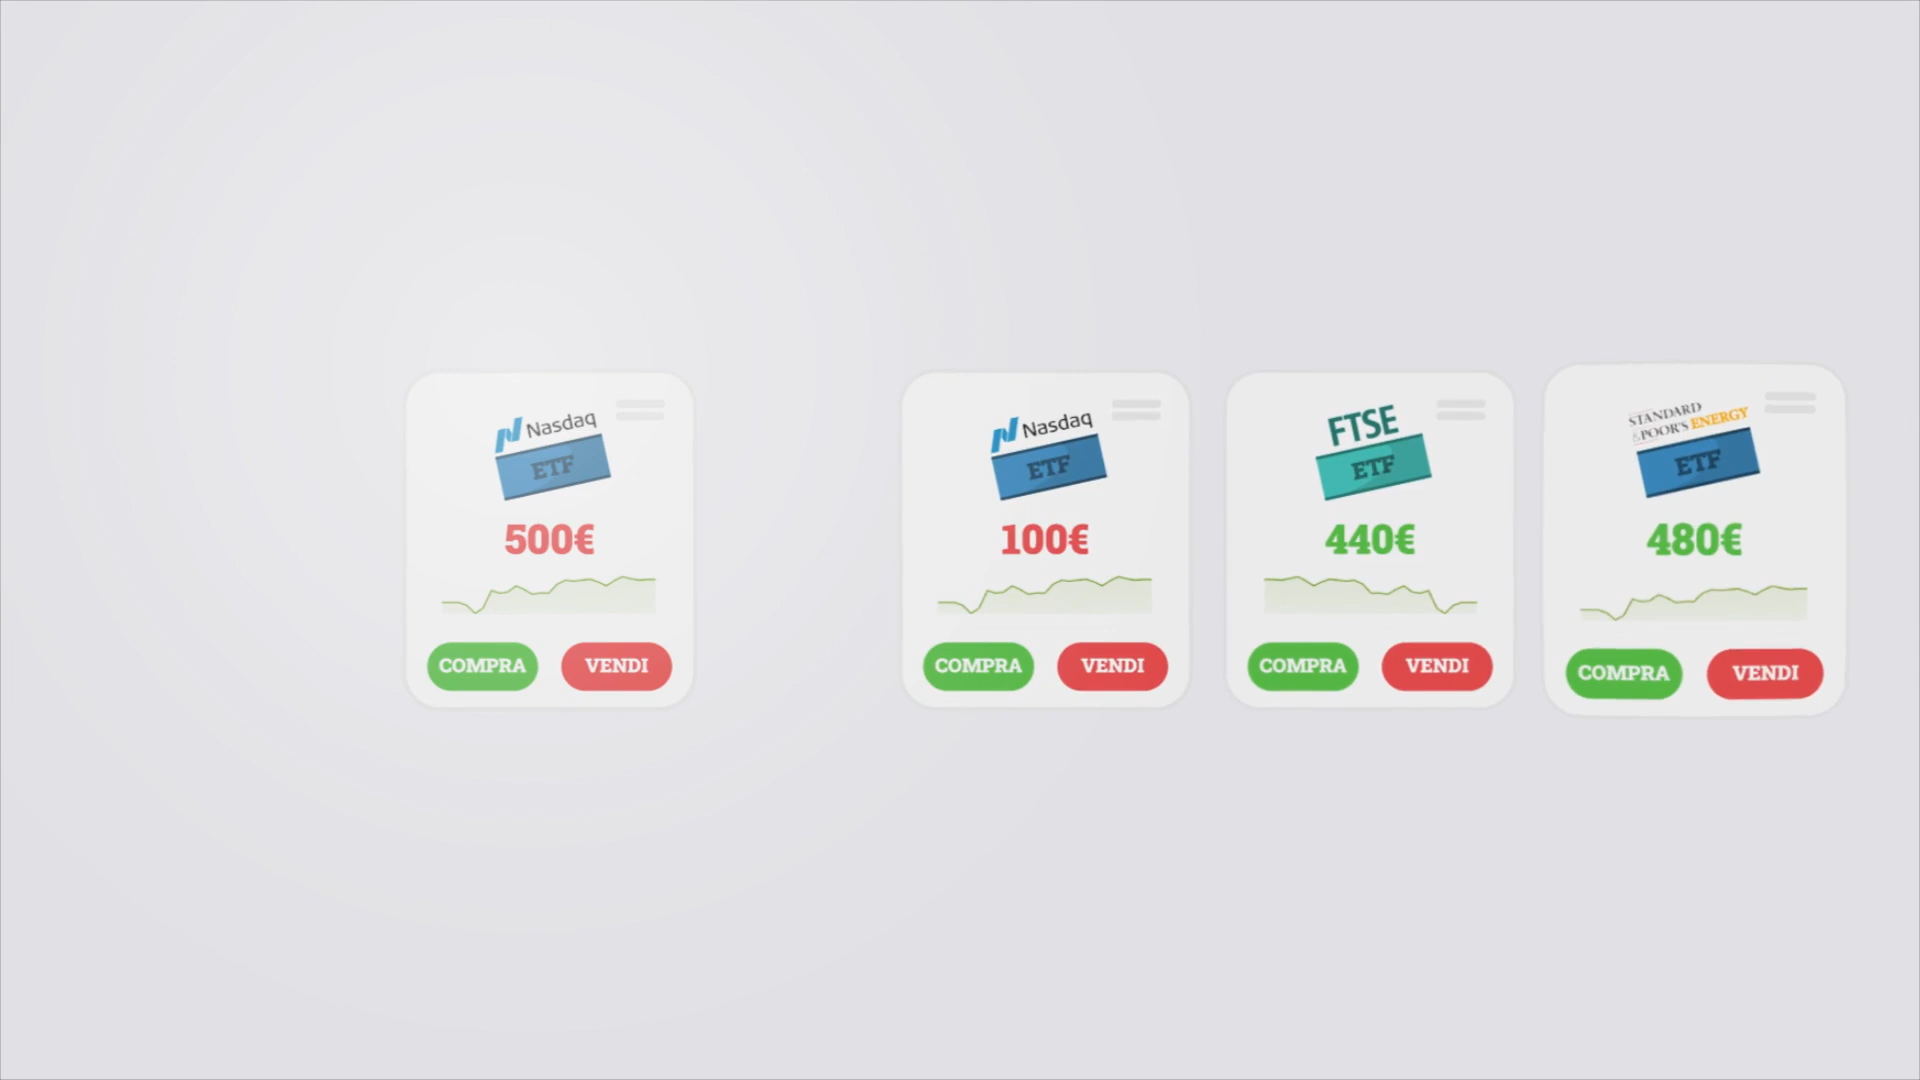 Nasdaq
ETF
500€
COMPRA VENDI
Nasdaq
ETF
100€
COMPRA VENDI
FTSE
ETF
440€
COMPRA VENDI
STANDARD
&POOR'S ENERGY
ETF
480€
COMPRA VENDI